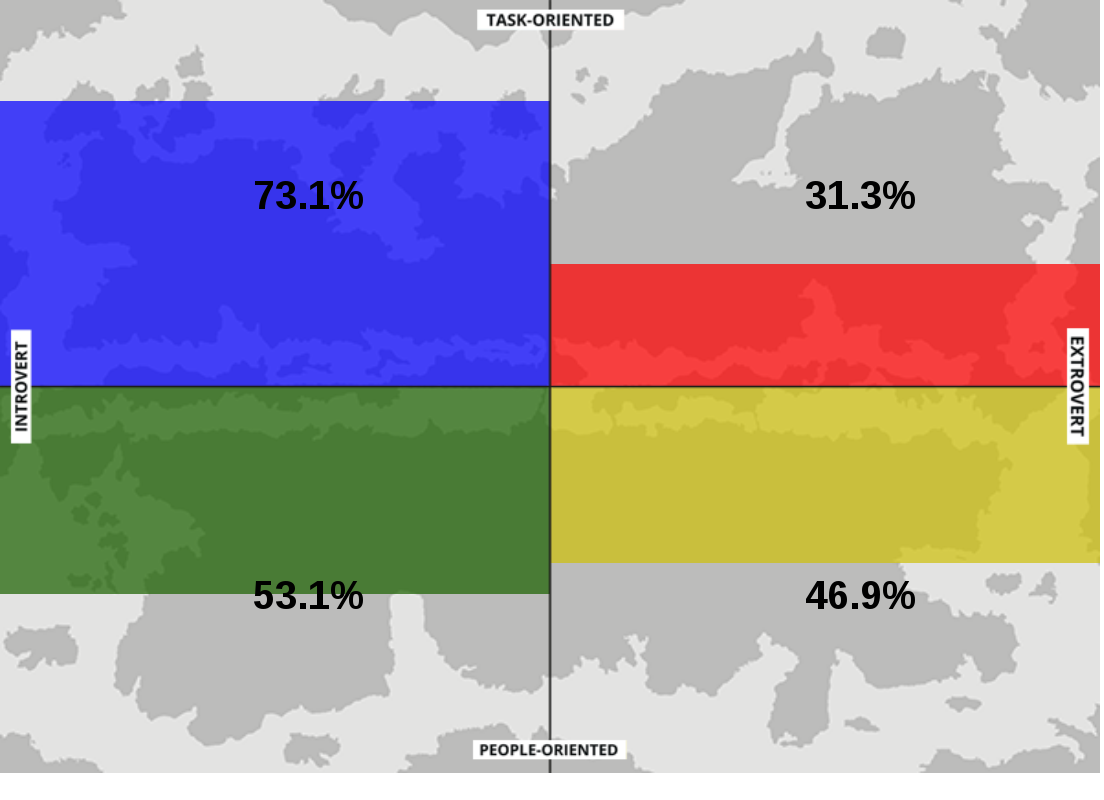 TASK-ORIENTED
73.1%
31.3%
INTROVERT
EXTROVERT
53.1%
46.9%
PEOPLE-ORIENTED